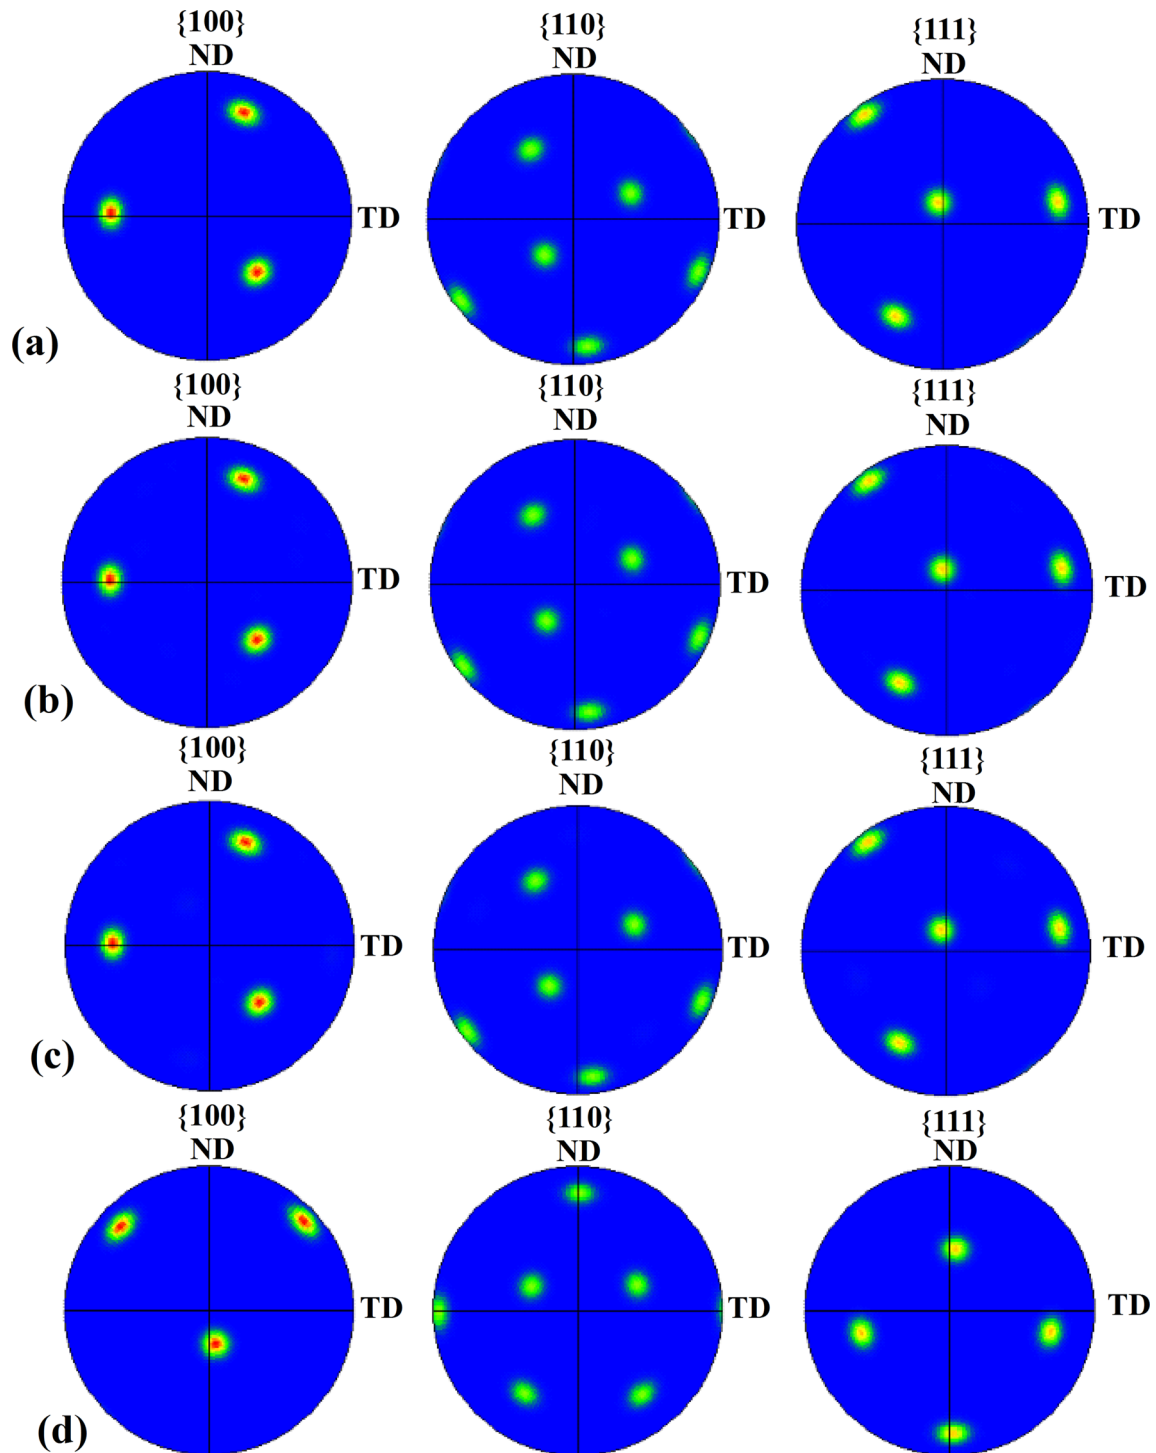 {100} {110} {111}
ND ND ND
TD TD TD
(a)
{100} {110} {111}
ND ND ND
TD TD TD
(b)
{100} {110} {111}
ND ND ND
TD TD TD
(c)
{100} {110} {111}
ND ND ND
TD TD TD
(d)